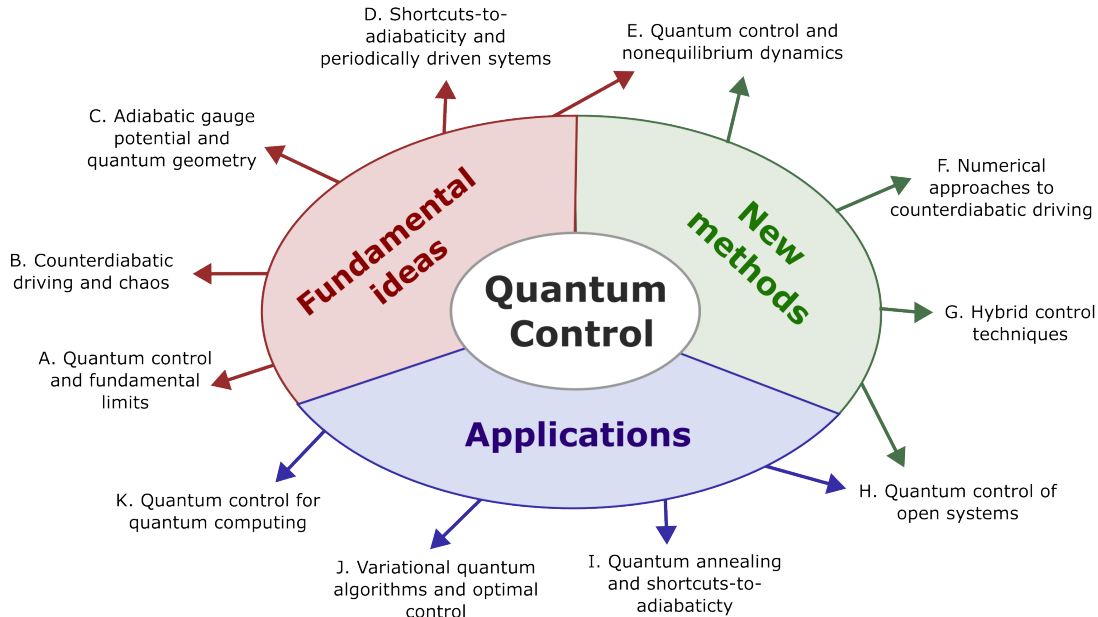 D. Shortcuts-to-
adiabaticity and
periodically driven sytems
E. Quantum control and
nonequilibrium dynamics
C. Adiabatic gauge
potential and
quantum geometry
F. Numerical
approaches to
counterdiabatic driving
Fundamental
ideas
New
methods
B. Counterdiabatic
driving and chaos
Quantum
Control
G. Hybrid control
techniques
A. Quantum control
and fundamental
limits
Applications
K. Quantum control for
quantum computing
H. Quantum control of
open systems
J. Variational quantum
algorithms and optimal
control
I. Quantum annealing
and shortcuts-to-
adiabaticty